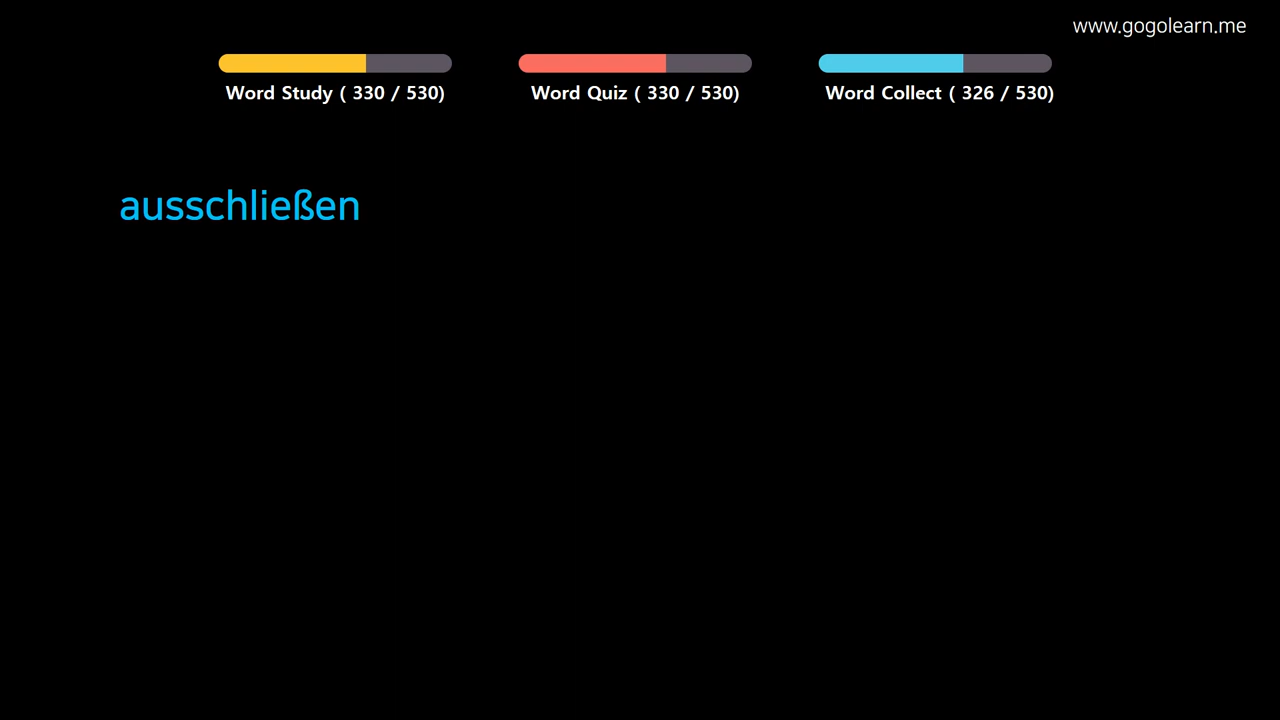 www.gogolearn.me
Word Study ( 330 / 530)
Word Quiz ( 330 / 530)
Word Collect ( 326 / 530)
ausschließen